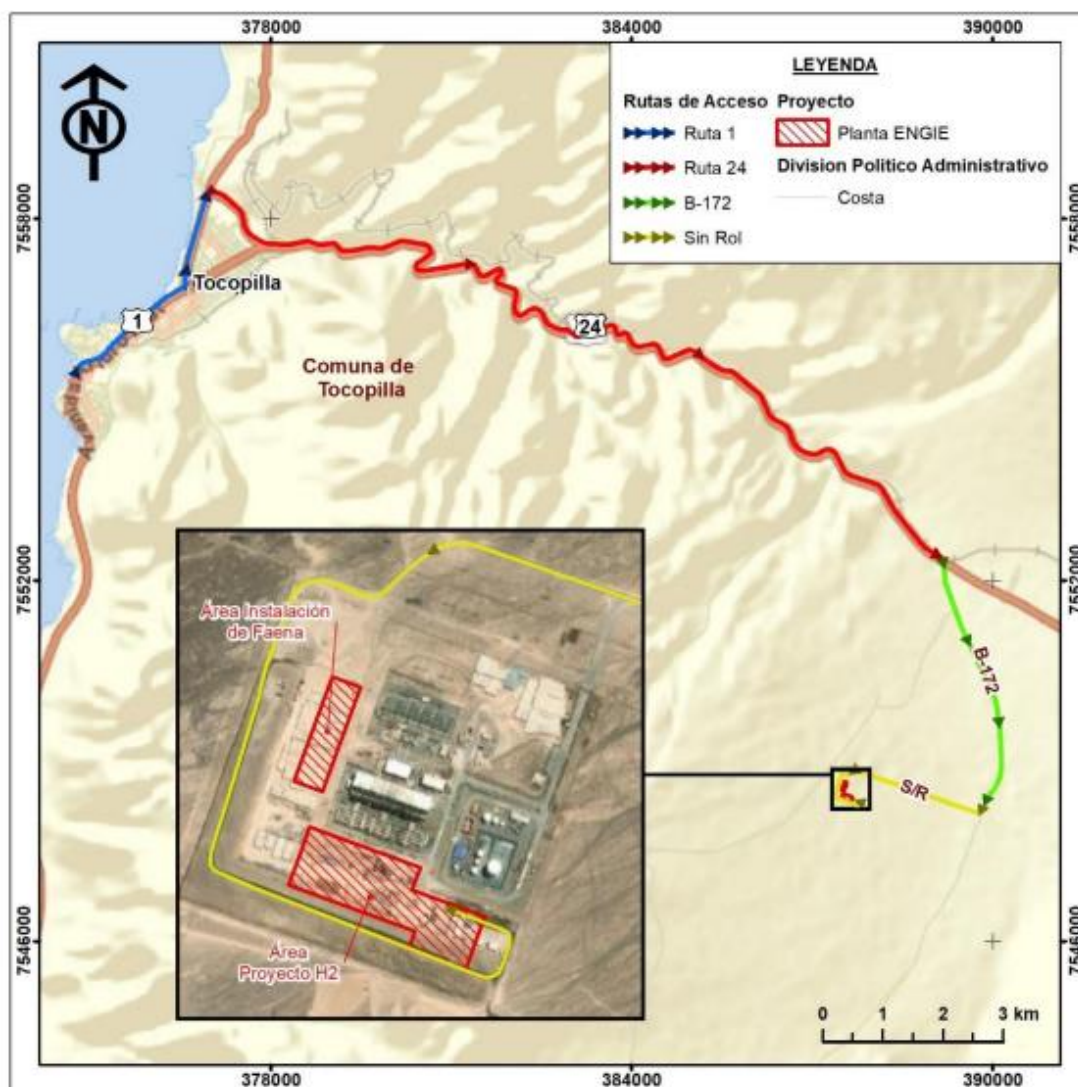 378000 384000 390000
LEYENDA
Rutas de Acceso Proyecto
Ruta 1 Planta ENGIE
Ruta 24 División Politico Administrativo
B-172 Costa
Sin Rol
N
7558000 7558000
Tocopilla
1
24
Comuna de
Tocopilla
7552000 7552000
Área Instalación
de Faena
B-172
S/R
7546000 7546000
Área
Proyecto H2
0 1 2 3 km
378000 384000 390000